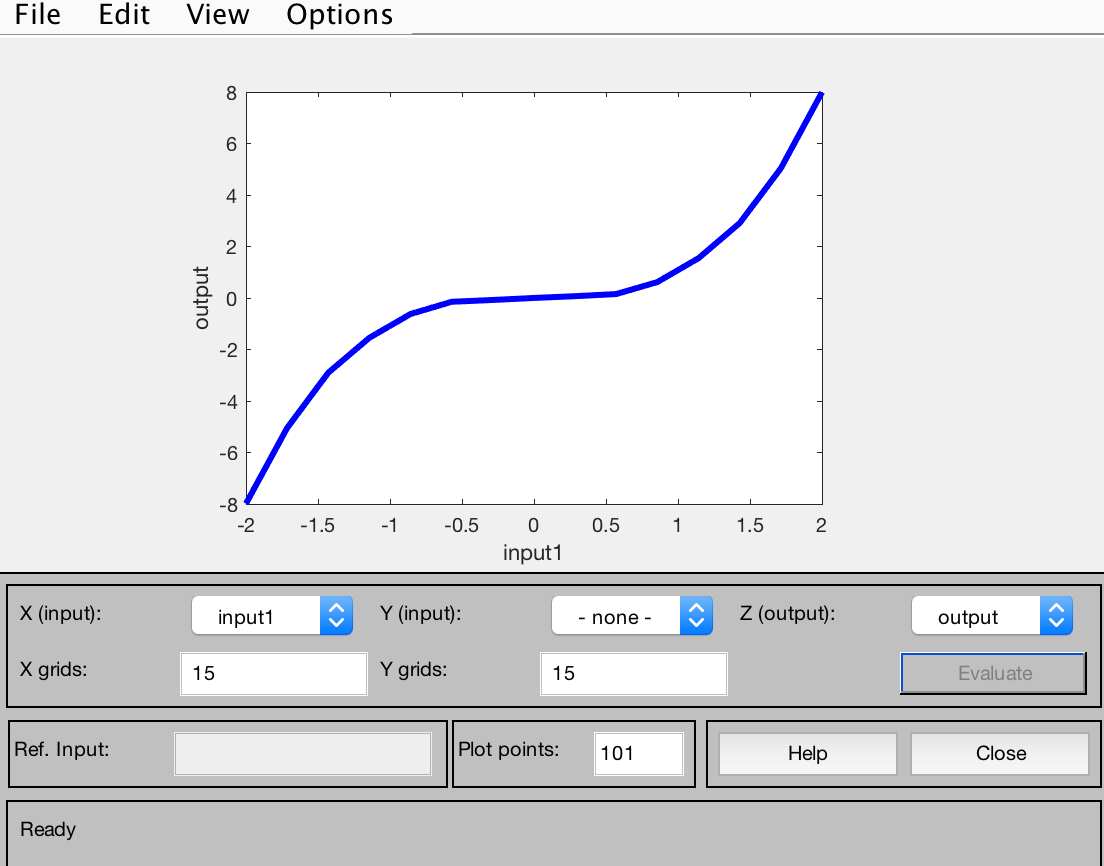 File Edit View Options
8
6
4
2
0
-2
-4
-6
-8
output
-2 -1.5 -1 -0.5 0 0.5 1 1.5 2
input1
X (input): input1 Y (input): - none - Z (output): output
X grids: 15 Y grids: 15 Evaluate
Ref. Input: Plot points: 101 Help Close
Ready